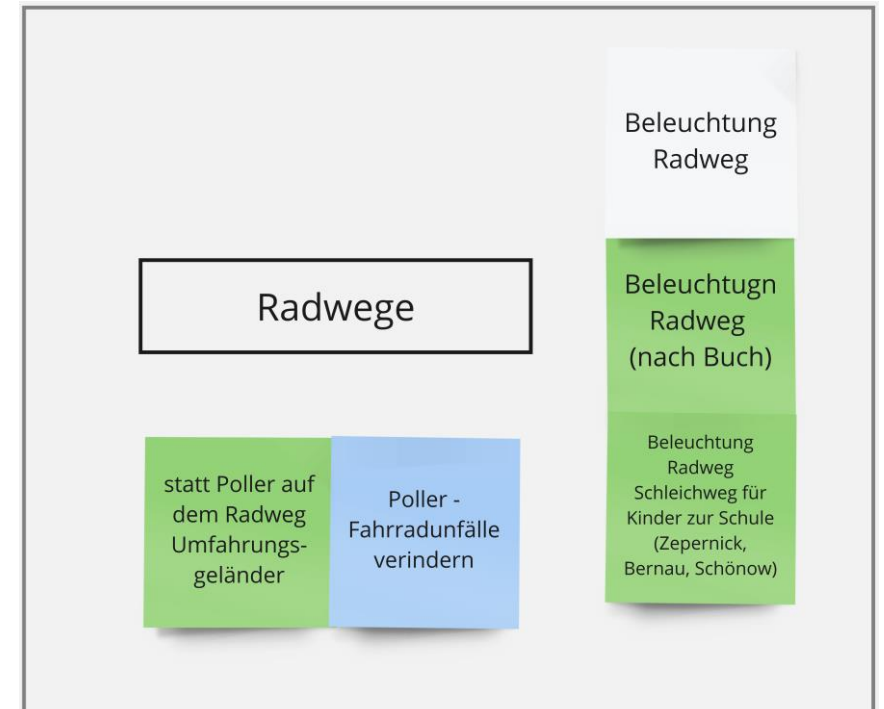 Beleuchtung
Radweg
Radwege
Beleuchtugn
Radweg
(nach Buch)
statt Poller auf
dem Radweg
Umfahrungs-
geländer
Poller -
Fahrradunfälle
verindern
Beleuchtung
Radweg
Schleichweg für
Kinder zur Schule
(Zepernick,
Bernau, Schönow)